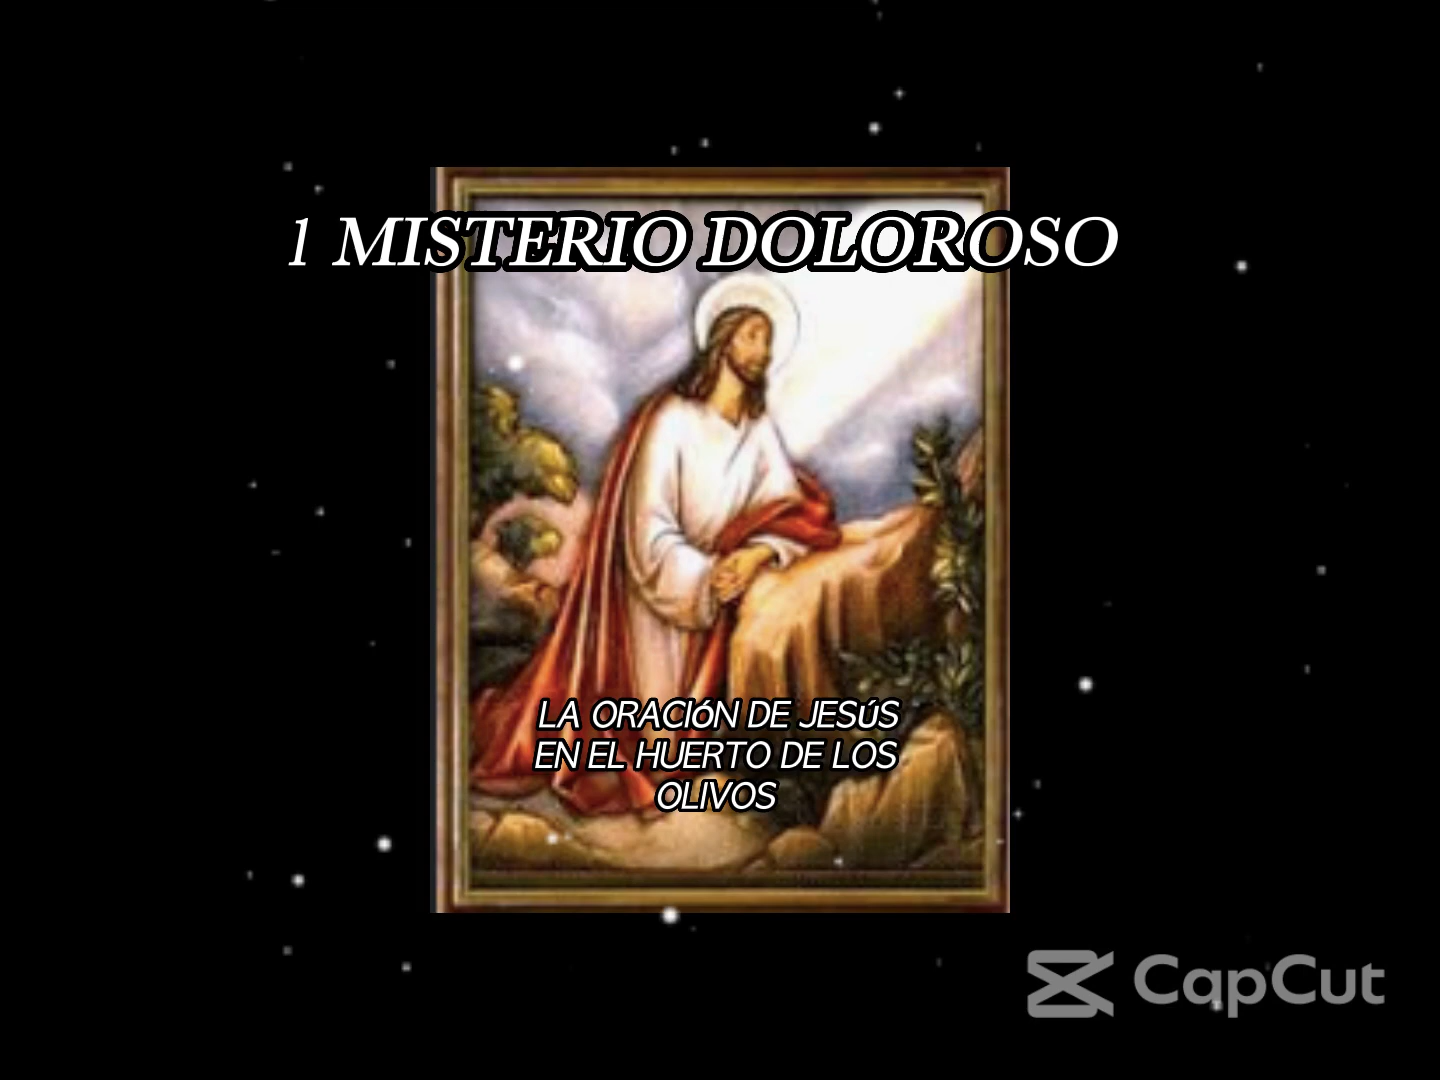 1 MISTERIO DOLOROSO
LA ORACIóN DE JESúS
EN EL HUERTO DE LOS
OLIVOS
CapCut